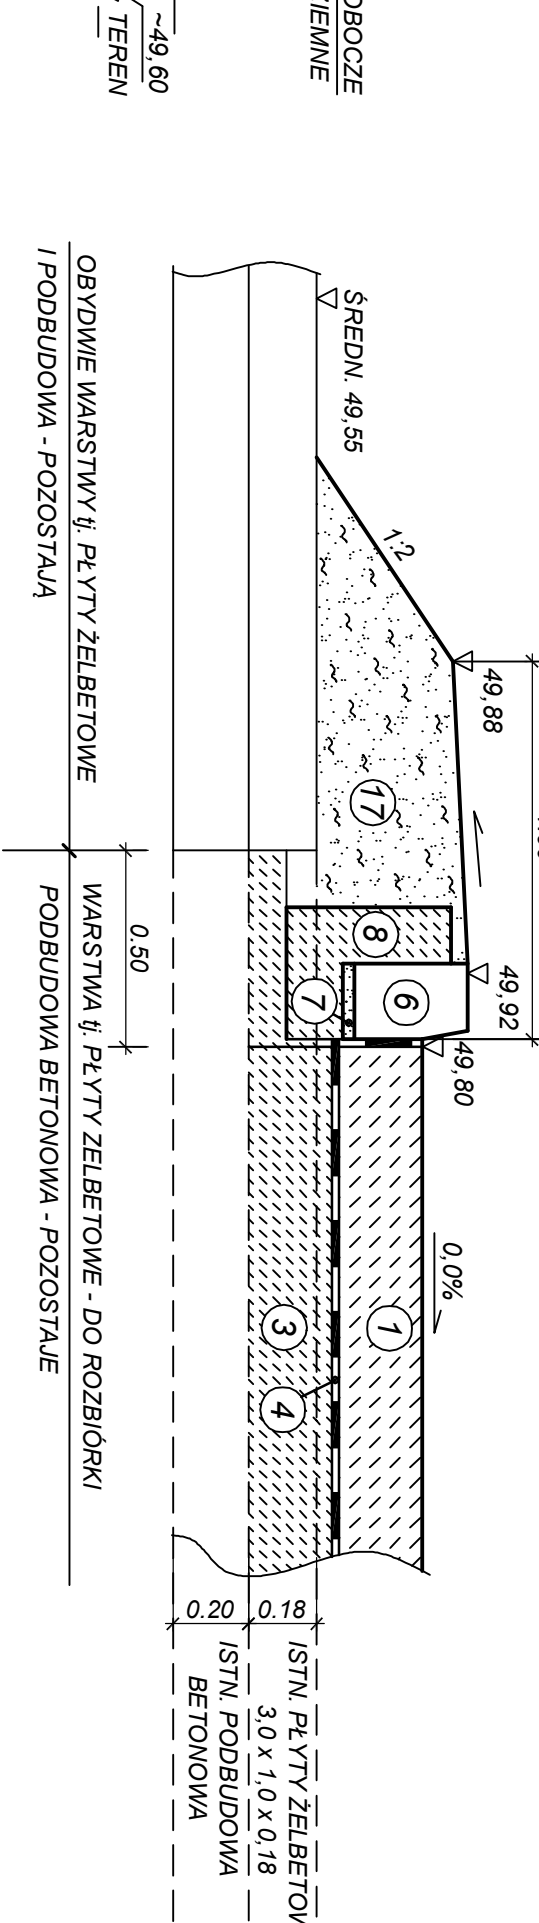 OBOCZE
ZIEMNE
~49,60
TEREN
ŚREDN. 49,55
1:2
49,88
17
8
7
6
49,92
49,80
0,0%
1
3
4
OBYDWIE WARSTWY tj. PŁYTY ŻELBETOWE
I PODBUDOWA - POZOSTAJĄ
0.50
WARSTWA tj. PŁYTY ZELBETOWE - DO ROZBIÓRKI
PODBUDOWA BETONOWA - POZOSTAJE
0.18
0.20
ISTN. PŁYTY ŻELBETOW
3,0 x 1,0 x 0,18
ISTN. PODBUDOWA
BETONOWA